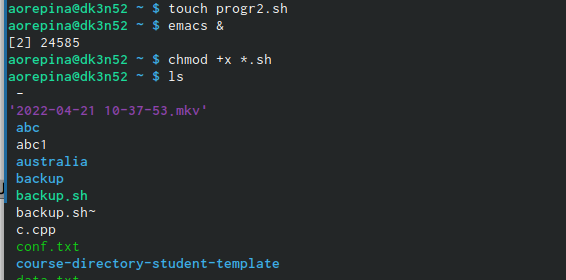 aorepina@dk3n52 ~ $ touch progr2.sh
aorepina@dk3n52 ~ $ emacs &
[2] 24585
aorepina@dk3n52 ~ $ chmod +x *.sh
aorepina@dk3n52 ~ $ ls
-
'2022-04-21 10-37-53.mkv'
abc
abc1
australia
backup
backup.sh
backup.sh~
c.cpp
conf.txt
course-directory-student-template